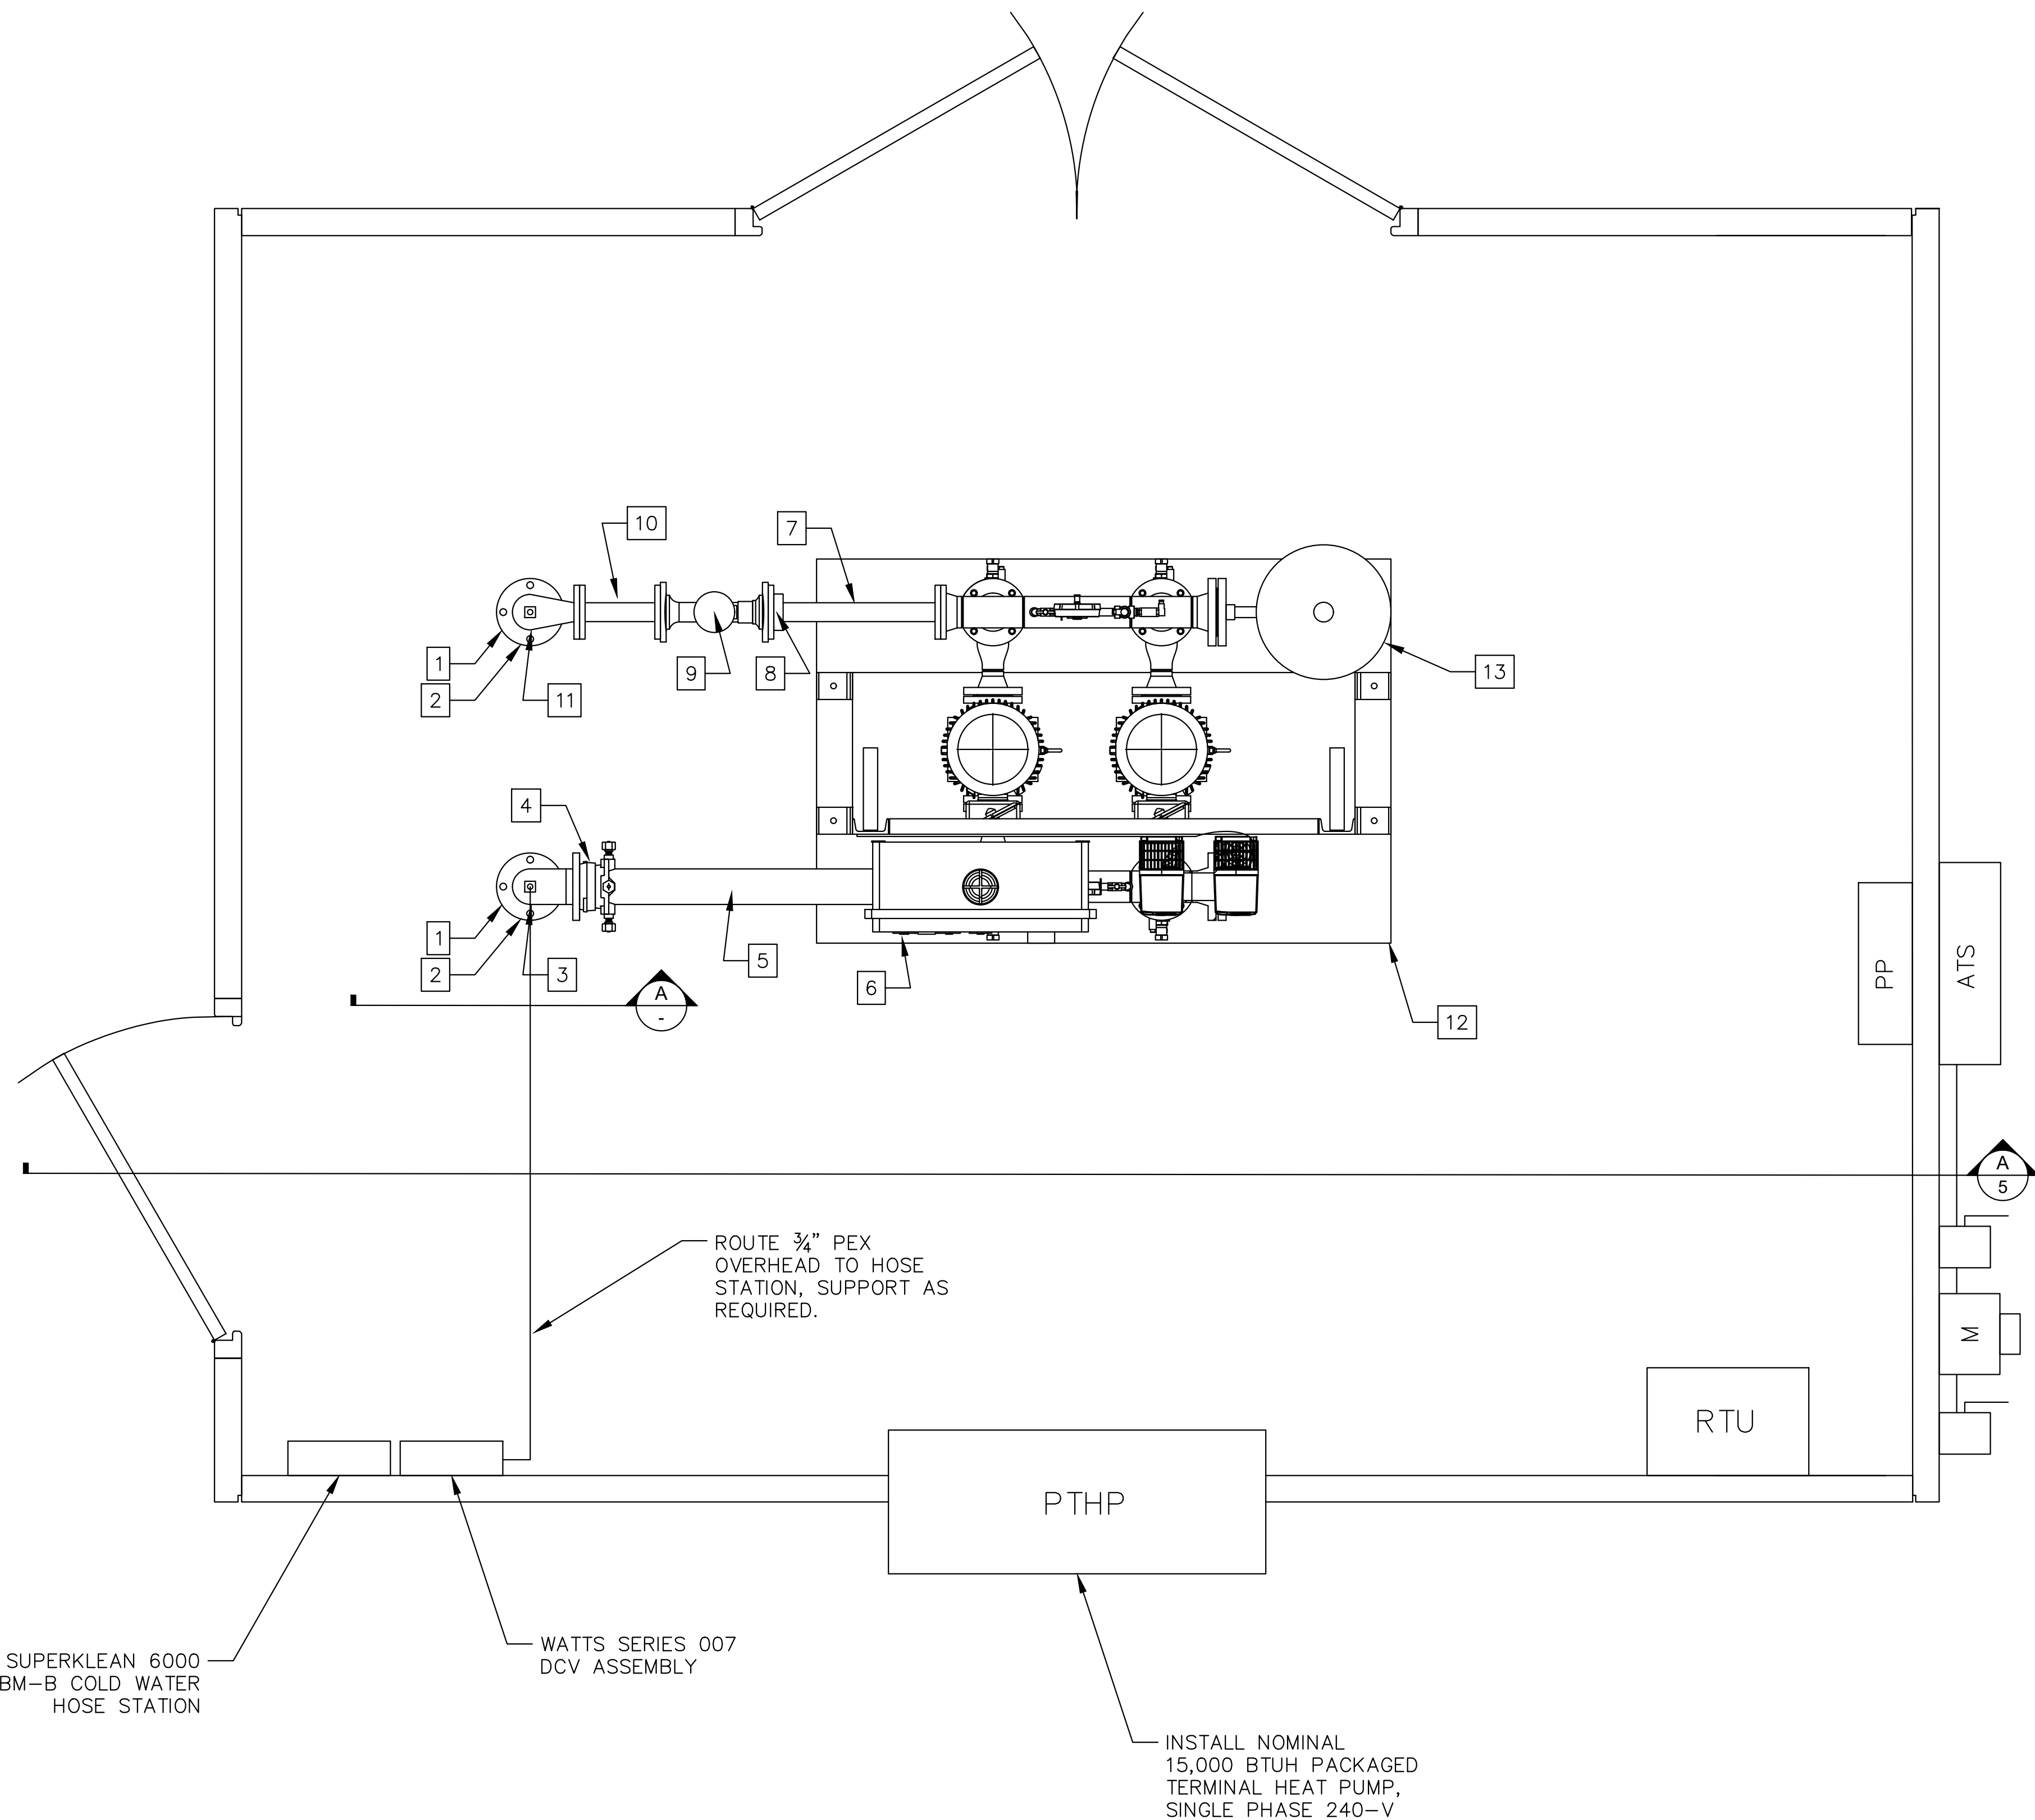 10
7
1
2
11
9
8
13
4
1
2
3
5
6
12
A
-
PP
ATS
A
5
ROUTE ¾" PEX
OVERHEAD TO HOSE
STATION, SUPPORT AS
REQUIRED.
M
RTU
PTHP
SUPERKLEAN 6000
BM-B COLD WATER
HOSE STATION
WATTS SERIES 007
DCV ASSEMBLY
INSTALL NOMINAL
15,000 BTUH PACKAGED
TERMINAL HEAT PUMP,
SINGLE PHASE 240-V